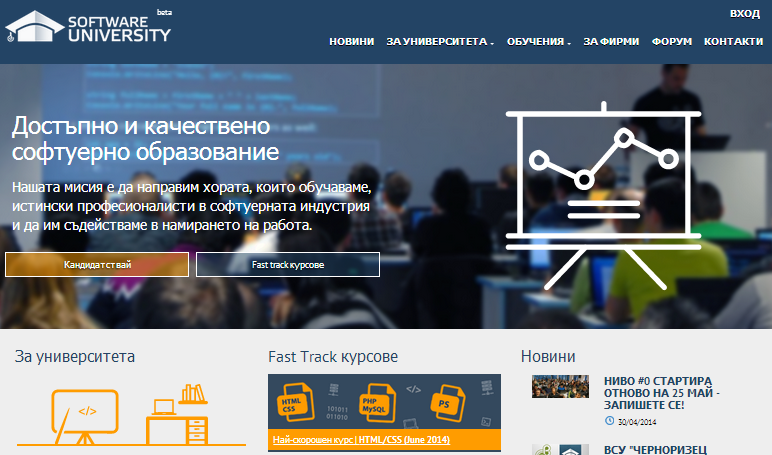 SOFTWARE UNIVERSITY beta
ВХОД
НОВИНИ ЗА УНИВЕРСИТЕТА ОБУЧЕНИЯ ЗА ФИРМИ ФОРУМ КОНТАКТИ
Достъпно и качествено
софтуерно образование
Нашата мисия е да направим хората, които обучаваме,
истински професионалисти в софтуерната индустрия
и да им съдействаме в намирането на работа.
Кандидатствай
Fast track курсове
За университета
</>
Fast Track курсове
HTML
CSS
PHP
MySQL
PS
101011
011010
</>
Най-скорошен курс | HTML/CSS (June 2014)
Новини
НИВО #0 СТАРТИРА
ОТНОВО НА 25 МАЙ -
ЗАПИШЕТЕ СЕ!
30/04/2014
ВСУ "ЧЕРНОРИЗЕЦ